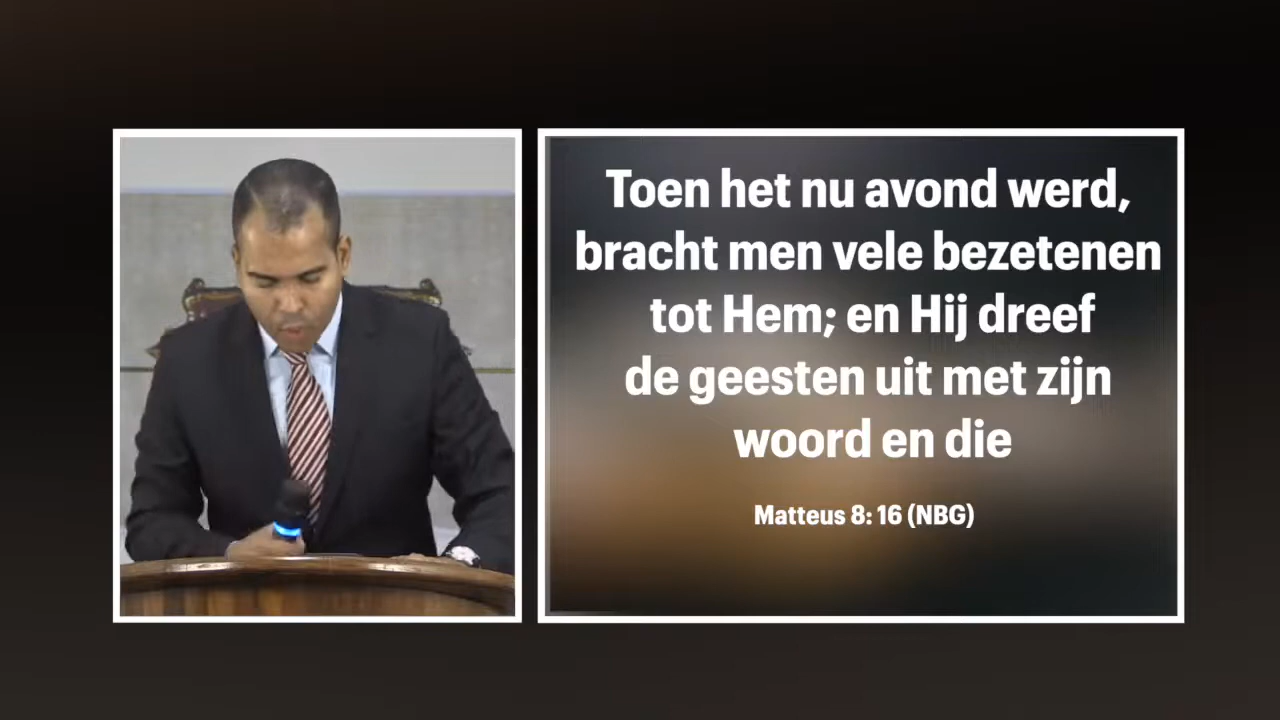 Toen het nu avond werd,
bracht men vele bezetenen
tot Hem; en Hij dreef
de geesten uit met zijn
woord en die
Matteus 8: 16 (NBG)